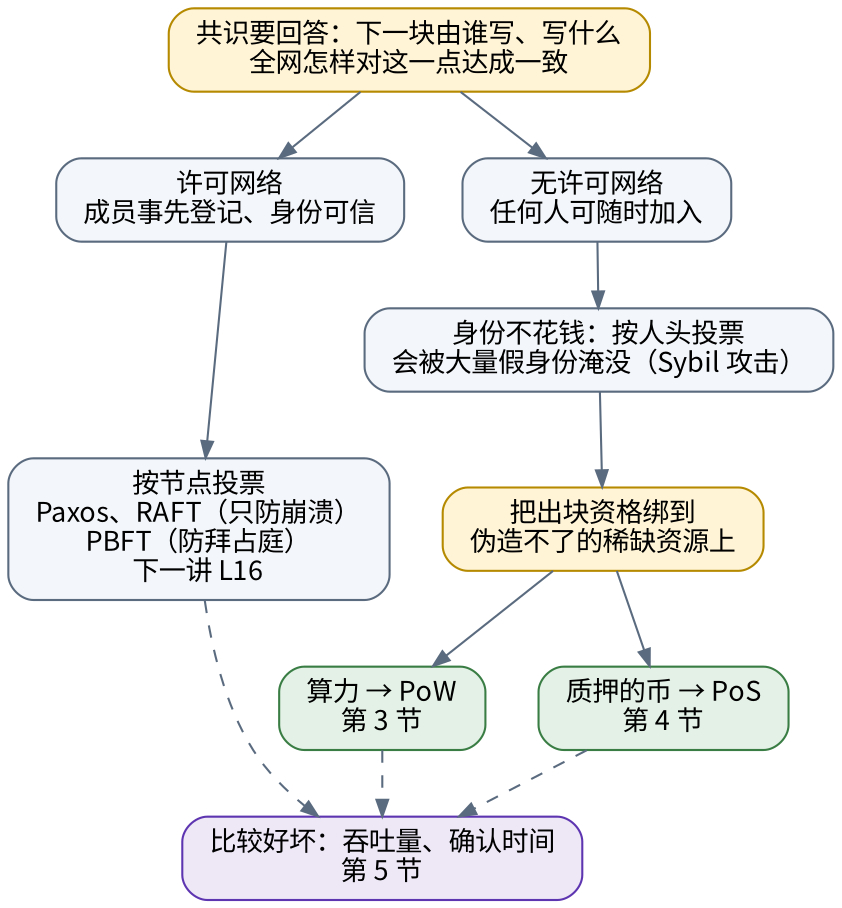 共识要回答：下一块由谁写、写什么
全网怎样对这一点达成一致
许可网络
成员事先登记、身份可信
无许可网络
任何人可随时加入
身份不花钱：按人头投票
会被大量假身份淹没（Sybil 攻击）
按节点投票
Paxos、RAFT（只防崩溃）
PBFT（防拜占庭）
下一讲 L16
把出块资格绑到
伪造不了的稀缺资源上
算力 → PoW
第 3 节
质押的币 → PoS
第 4 节
比较好坏：吞吐量、确认时间
第 5 节